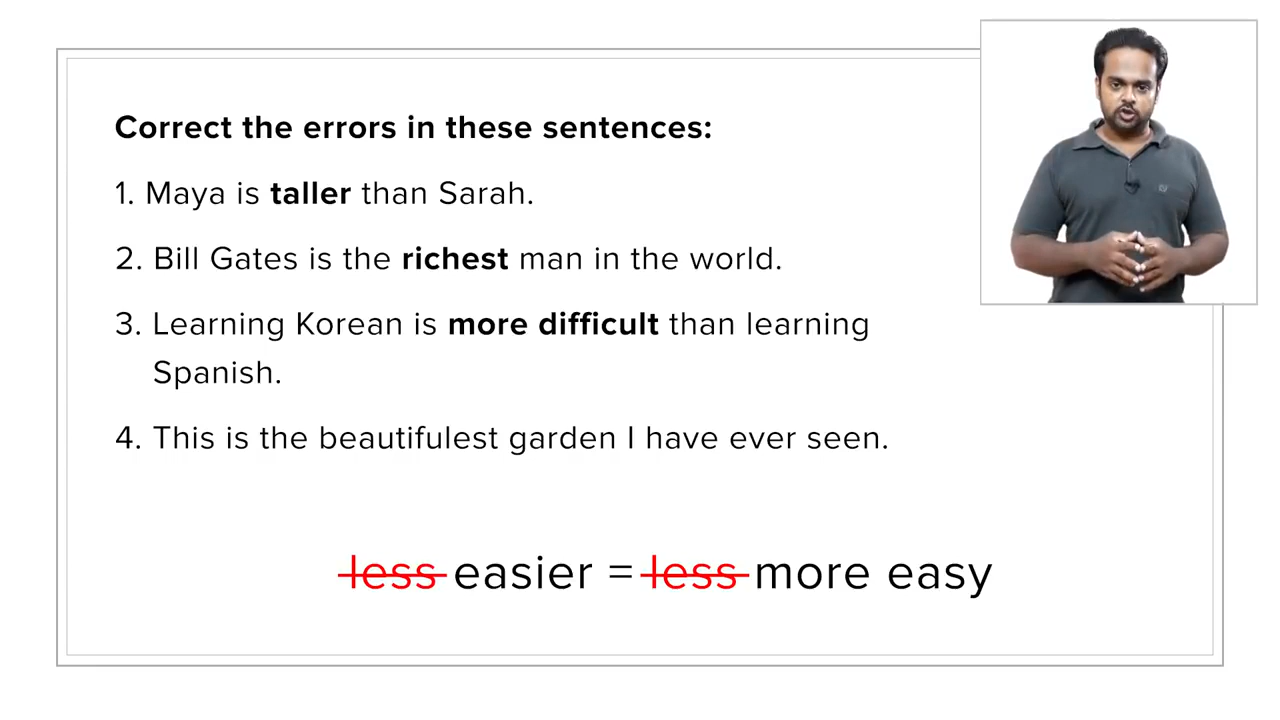 Correct the errors in these sentences:
1. Maya is taller than Sarah.
2. Bill Gates is the richest man in the world.
3. Learning Korean is more difficult than learning
Spanish.
4. This is the beautifulest garden I have ever seen.
less easier = less more easy